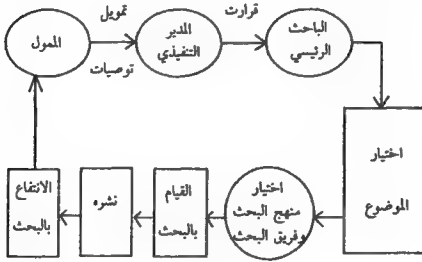 الممول
تمويل
توصيات
المدير
التنفيذي
قرارت
الباحث
الرئيسي
اختيار
الموضوع
اختيار
منهج البحث
وفريق البحث
القيام
بالبحث
نشره
الانتفاع
بالبحث